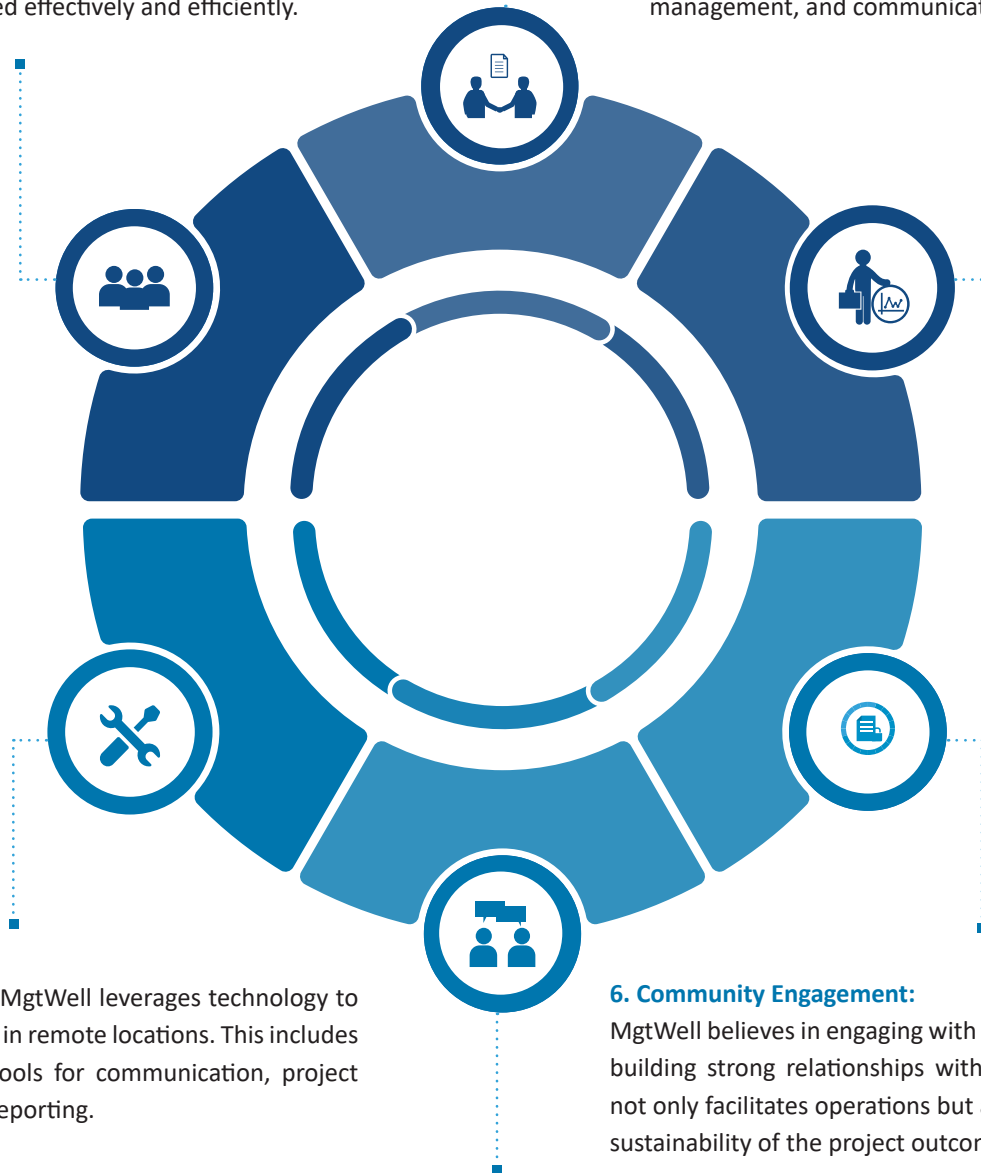 ed effectively and efficiently.
management, and communicat
MgtWell leverages technology to
in remote locations. This includes
ools for communication, project
eporting.
6. Community Engagement:
MgtWell believes in engaging with
building strong relationships with
not only facilitates operations but
sustainability of the project outcom